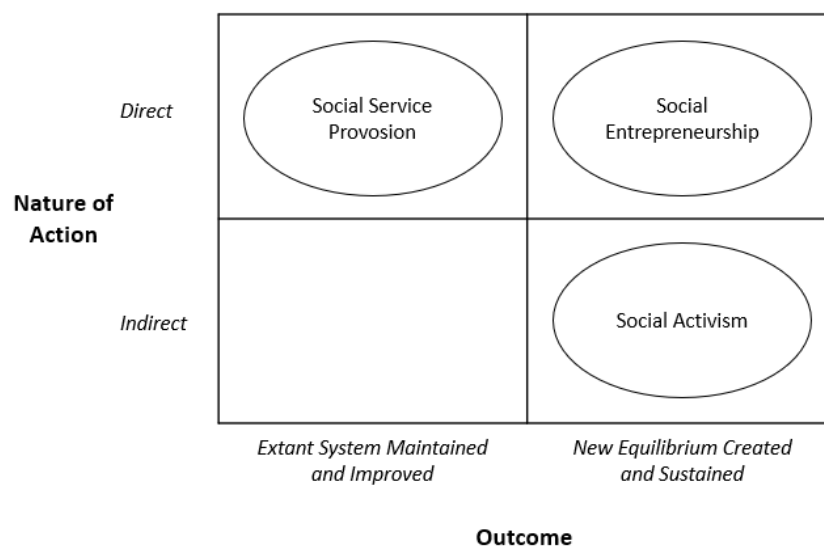 Direct
Social Service
Provosion
Social
Entrepreneurship
Nature of
Action
Indirect
Social Activism
Extant System Maintained
and Improved
New Equilibrium Created
and Sustained
Outcome